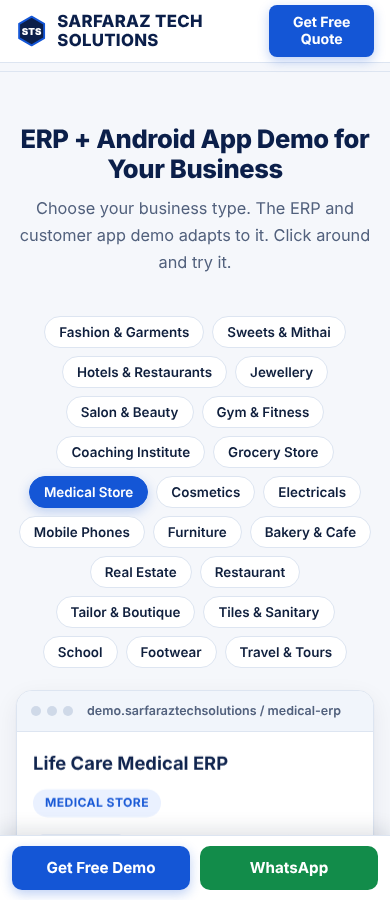 STS
SARFARAZ TECH
SOLUTIONS
Get Free
Quote
ERP + Android App Demo for
Your Business
Choose your business type. The ERP and
customer app demo adapts to it. Click around
and try it.
Fashion & Garments
Sweets & Mithai
Hotels & Restaurants
Jewellery
Salon & Beauty
Gym & Fitness
Coaching Institute
Grocery Store
Medical Store
Cosmetics
Electricals
Mobile Phones
Furniture
Bakery & Cafe
Real Estate
Restaurant
Tailor & Boutique
Tiles & Sanitary
School
Footwear
Travel & Tours
demo.sarfaraztechsolutions / medical-erp
Life Care Medical ERP
MEDICAL STORE
Get Free Demo
WhatsApp